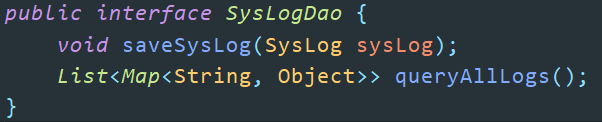 public interface SysLogDao {
    void saveSysLog(SysLog sysLog);
    List<Map<String, Object>> queryAllLogs();
}